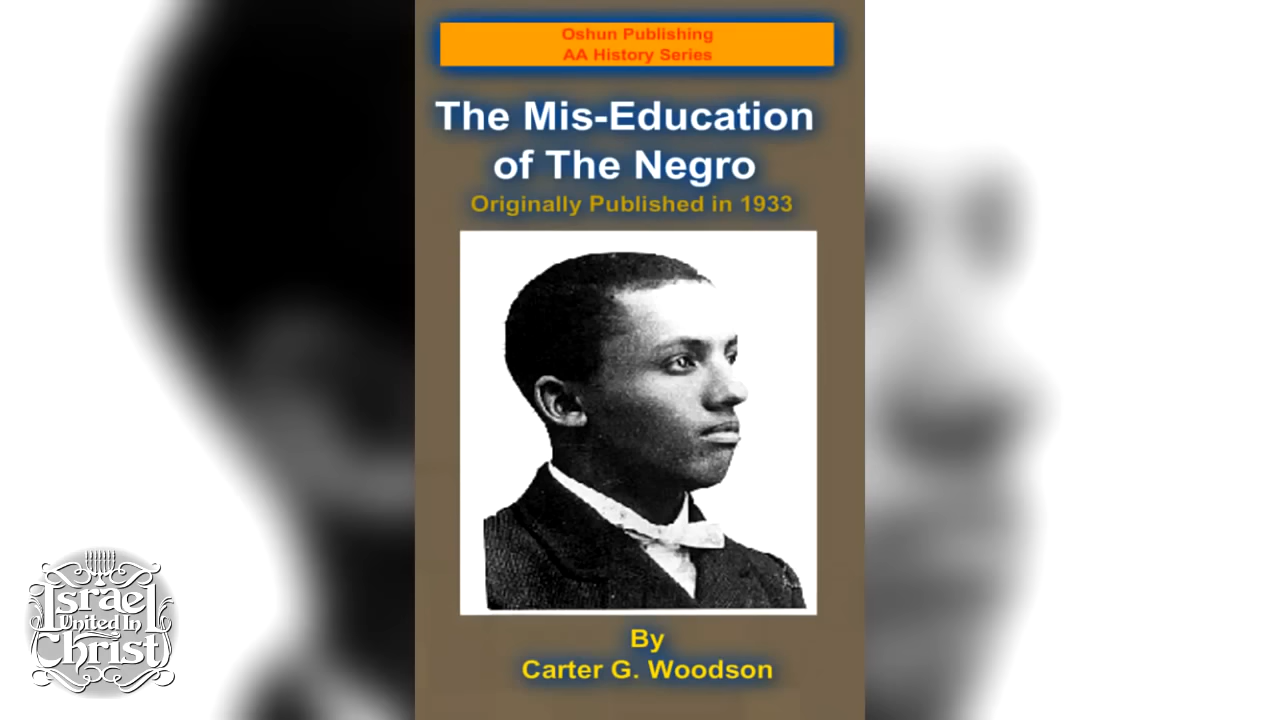 Oshun Publishing
AA History Series
The Mis-Education
of The Negro
Originally Published in 1933
By
Carter G. Woodson
Israel
United In
Christ